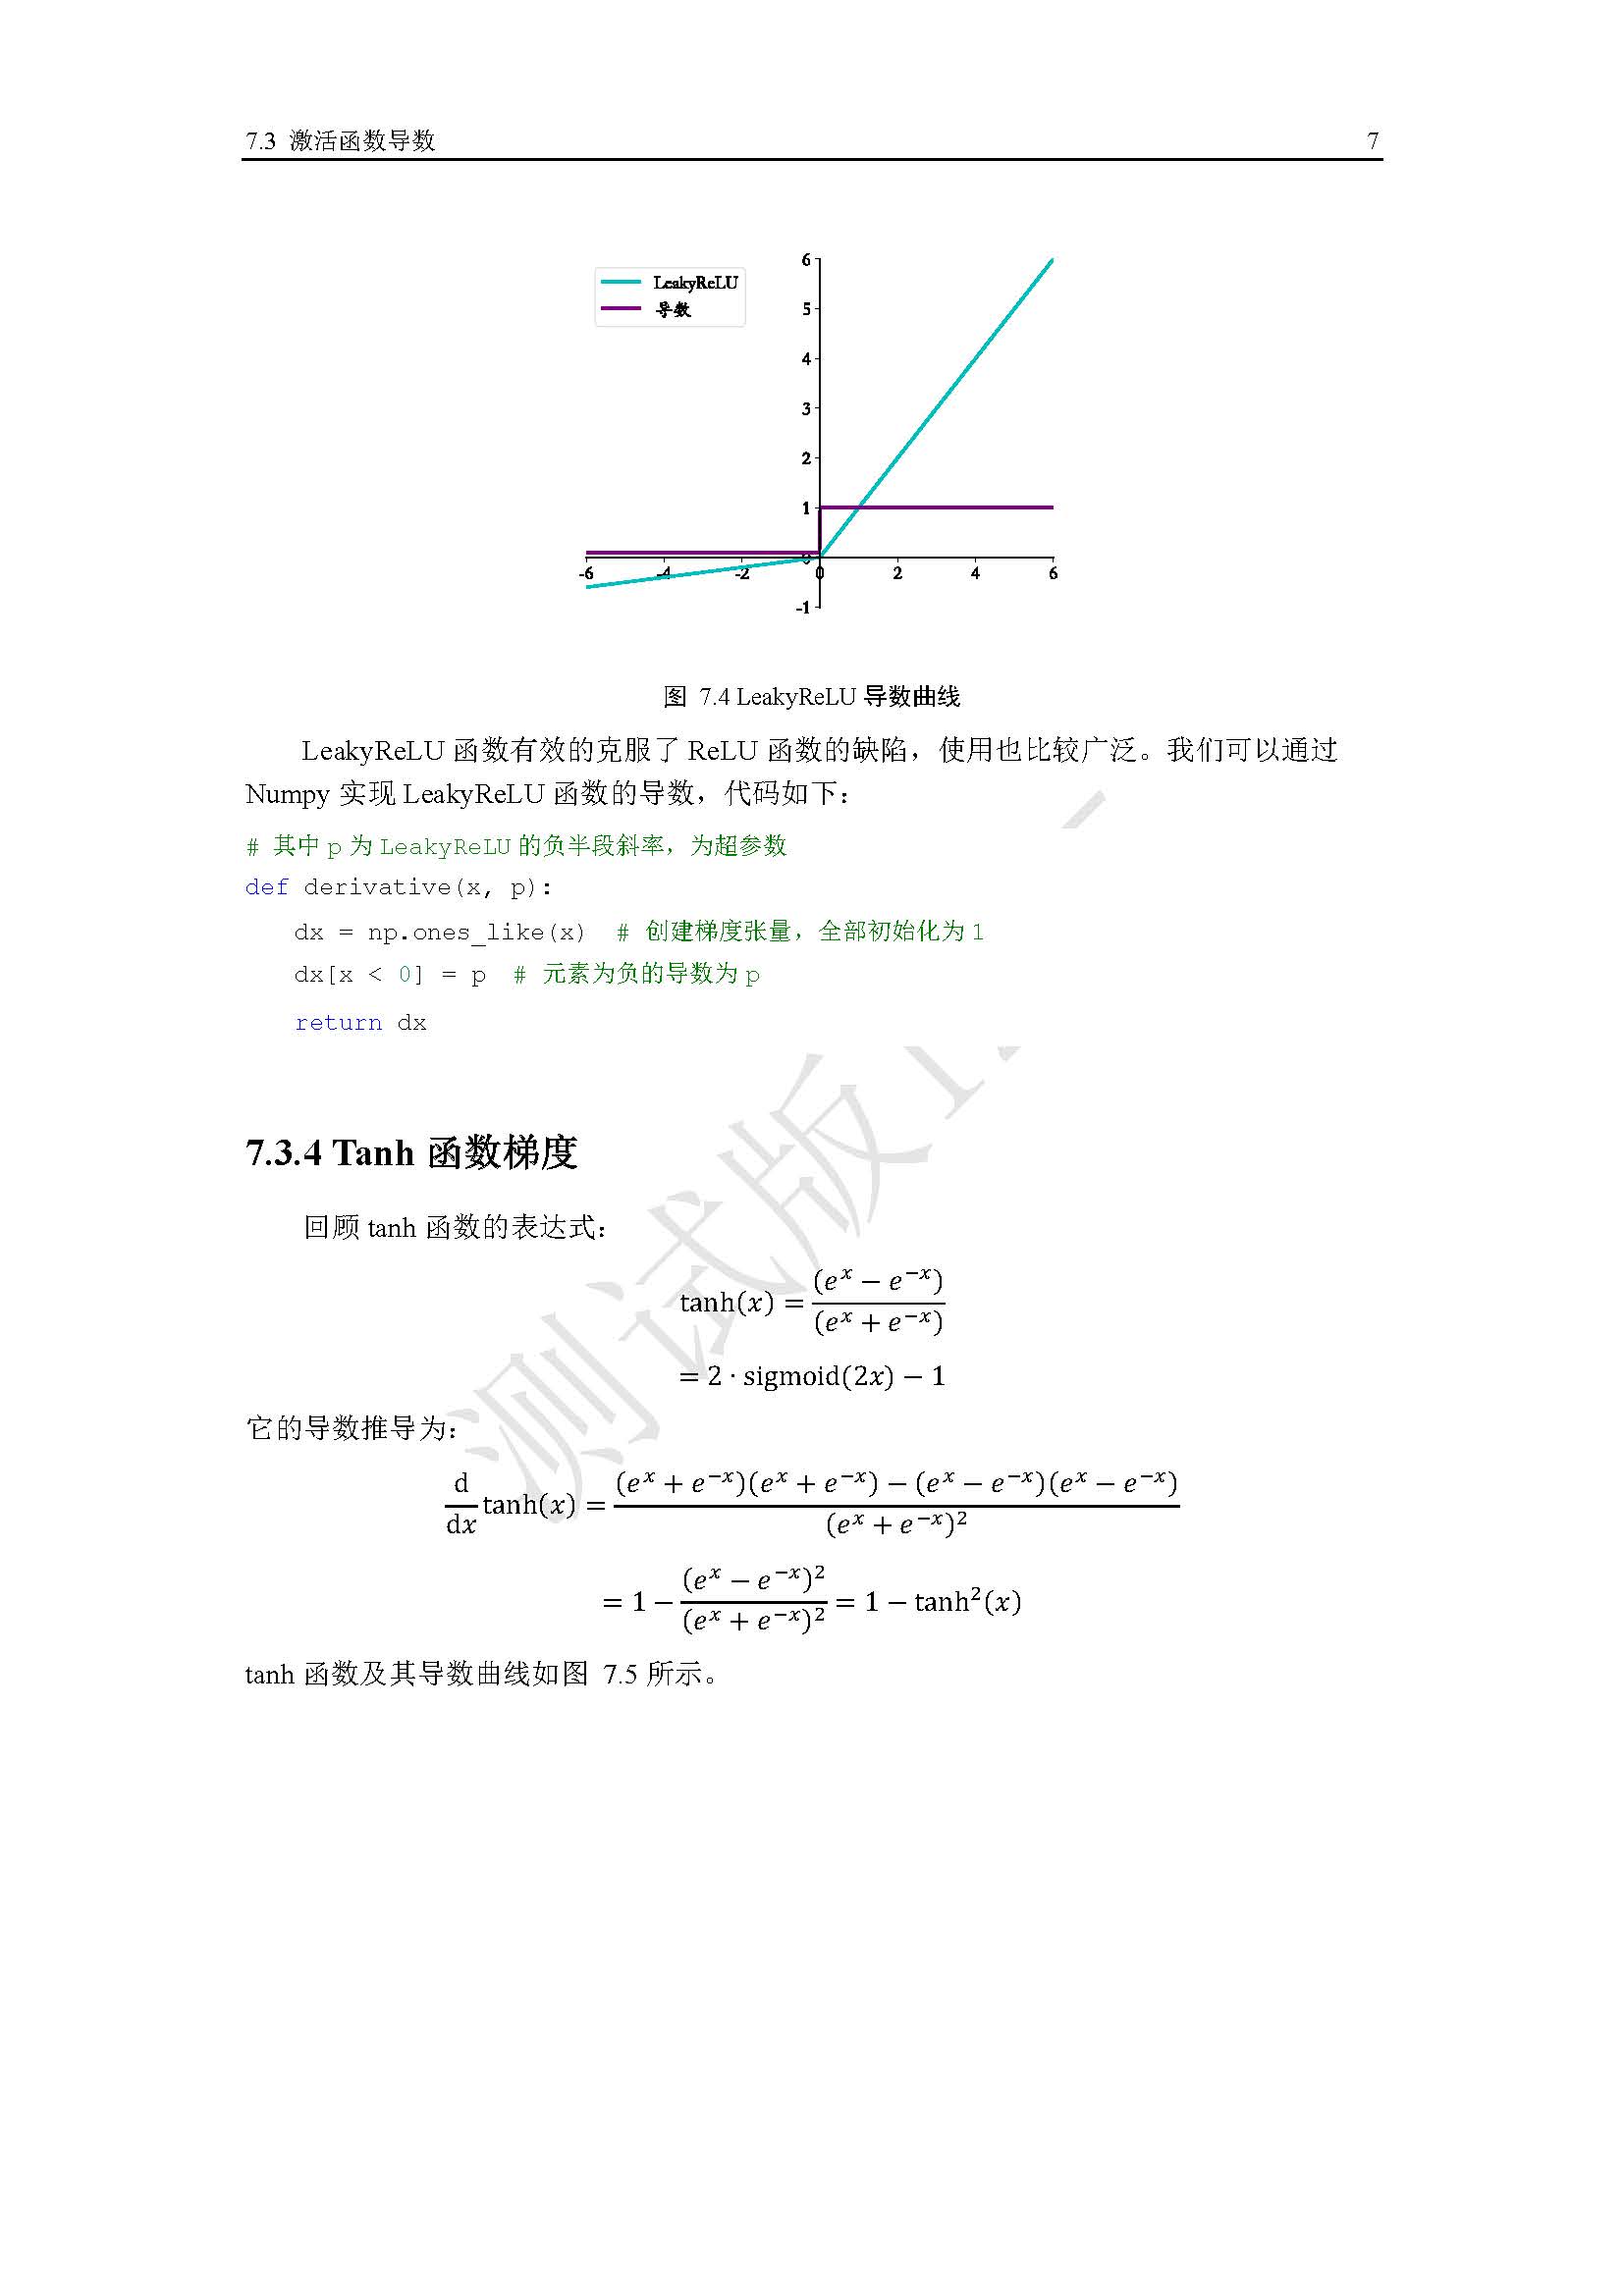 7.3 激活函数导数 7
LeakyReLU
导数
6
5
4
3
2
1
0
-1
-6 -4 -2 0 2 4 6
图 7.4 LeakyReLU 导数曲线
LeakyReLU 函数有效的克服了 ReLU 函数的缺陷，使用也比较广泛。我们可以通过
Numpy 实现 LeakyReLU 函数的导数，代码如下：
# 其中 p 为 LeakyReLU 的负半段斜率，为超参数
def derivative(x, p):
dx = np.ones_like(x) # 创建梯度张量，全部初始化为 1
dx[x < 0] = p # 元素为负的导数为 p
return dx
7.3.4 Tanh 函数梯度
回顾 tanh 函数的表达式：
tanh(x) = (e^x − e^−x) / (e^x + e^−x)
= 2 · sigmoid(2x) − 1
它的导数推导为：
d/dx tanh(x) = (e^x + e^−x)(e^x + e^−x) − (e^x − e^−x)(e^x − e^−x) / (e^x + e^−x)^2
= 1 − (e^x − e^−x)^2 / (e^x + e^−x)^2 = 1 − tanh^2(x)
tanh 函数及其导数曲线如图 7.5 所示。
测试版